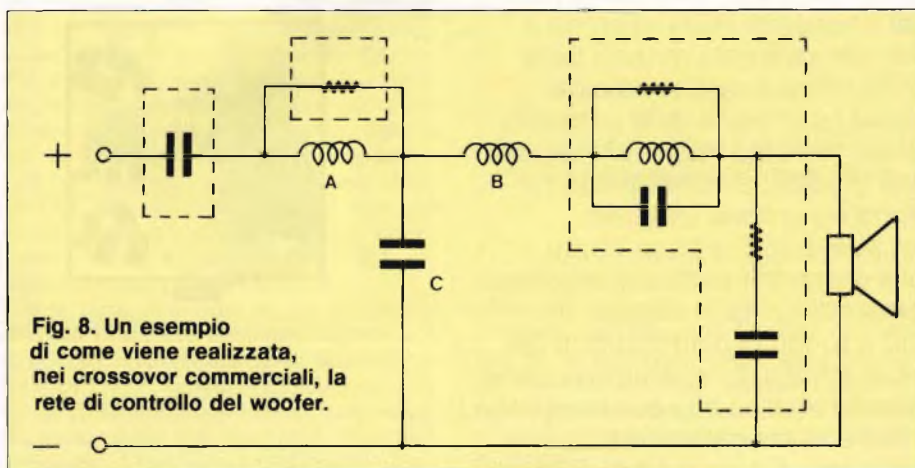 +
A
B
C
Fig. 8. Un esempio
di come viene realizzata,
nei crossovor commerciali, la
rete di controllo del woofer.
−